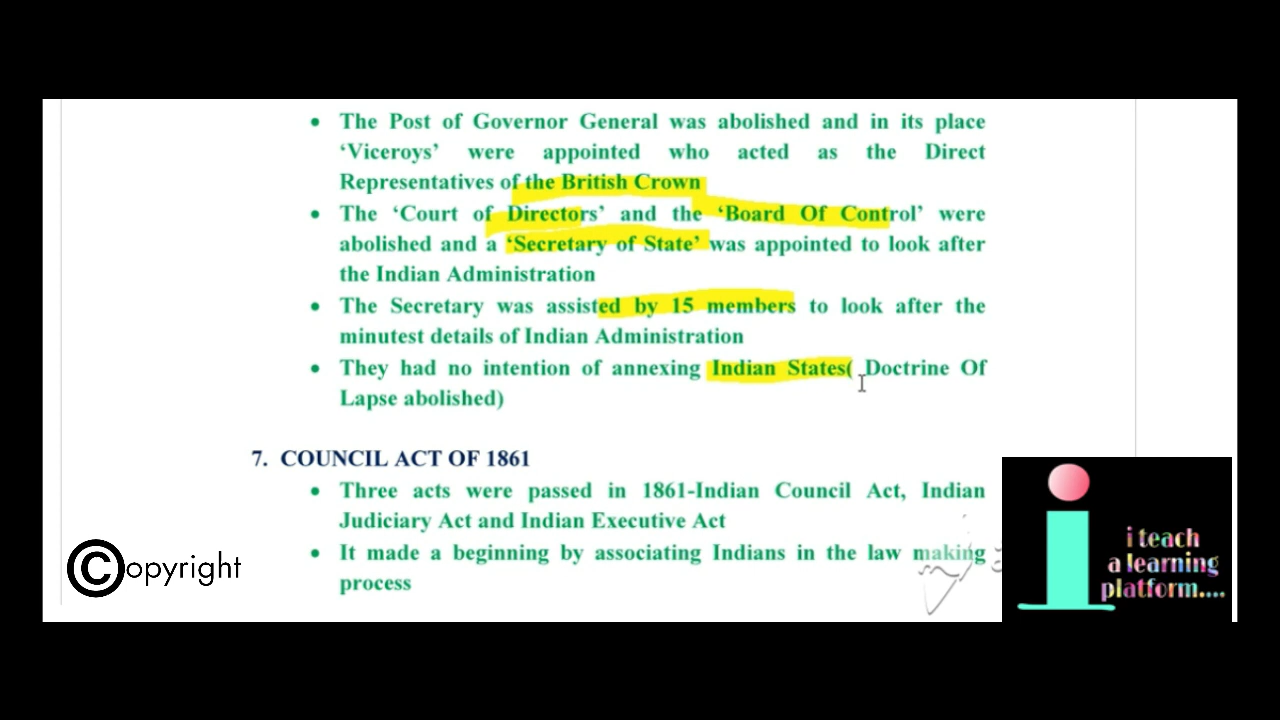 • The Post of Governor General was abolished and in its place
‘Viceroys’ were appointed who acted as the Direct
Representatives of the British Crown
• The ‘Court of Directors’ and the ‘Board Of Control’ were
abolished and a ‘Secretary of State’ was appointed to look after
the Indian Administration
• The Secretary was assisted by 15 members to look after the
minutest details of Indian Administration
• They had no intention of annexing Indian States( Doctrine Of
Lapse abolished)
7. COUNCIL ACT OF 1861
• Three acts were passed in 1861-Indian Council Act, Indian
Judiciary Act and Indian Executive Act
• It made a beginning by associating Indians in the law making
process
©opyright
i teach
a learning
platform....